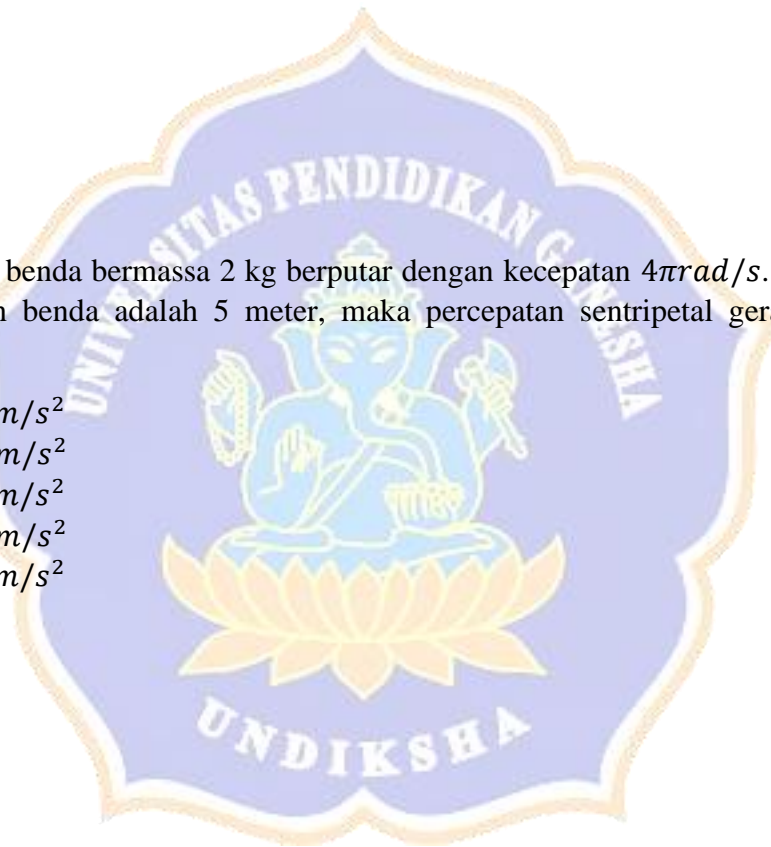 UNIVERSITAS PENDIDIKAN GANESHA
benda bermassa 2 kg berputar dengan kecepatan 4πrad/s.
benda adalah 5 meter, maka percepatan sentripetal
m/s²
m/s²
m/s²
m/s²
m/s²
UNDIKSHA